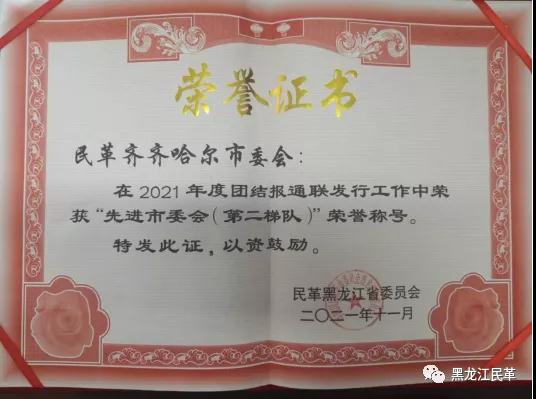 荣誉证书
民革齐齐哈尔市委会：
在2021年度团结报通联发行工作中荣
获“先进市委会（第二梯队）”荣誉称号。
特发此证，以资鼓励。
民革黑龙江省委员会
二〇二一年十一月
黑龙江民革